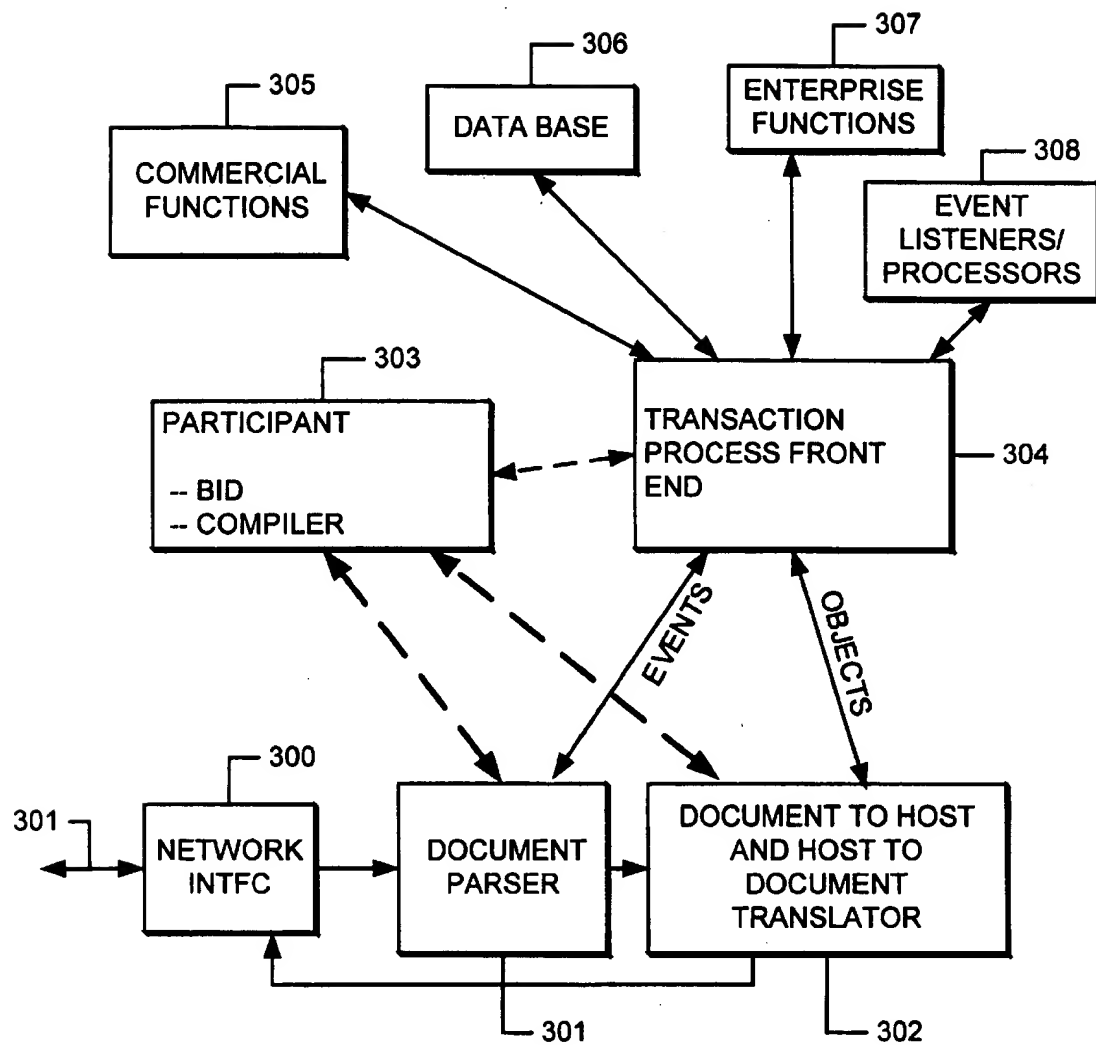 307
306
305
ENTERPRISE
FUNCTIONS
DATA BASE
308
COMMERCIAL
FUNCTIONS
EVENT
LISTENERS/
PROCESSORS
303
PARTICIPANT
-- BID
-- COMPILER
TRANSACTION
PROCESS FRONT
END
304
EVENTS
OBJECTS
300
301
NETWORK
INTFC
DOCUMENT
PARSER
DOCUMENT TO HOST
AND HOST TO
DOCUMENT
TRANSLATOR
301
302